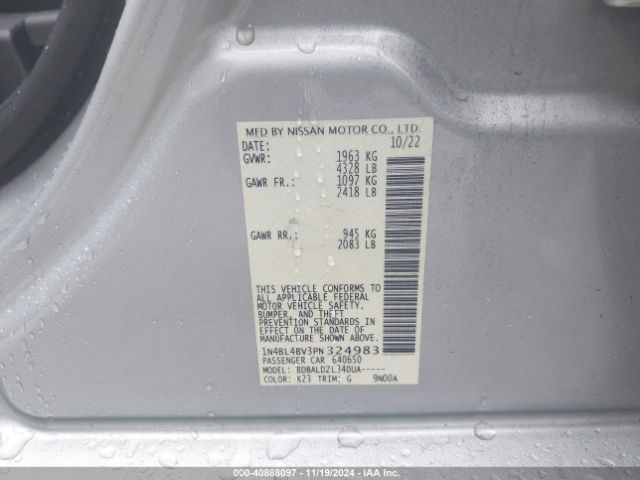 MFD BY NISSAN MOTOR CO., LTD.
DATE: 10/22
GVWR: 1963 KG
4328 LB
GAWR FR.: 1097 KG
2418 LB
GAWR RR.: 945 KG
2083 LB
THIS VEHICLE CONFORMS TO
ALL APPLICABLE FEDERAL
MOTOR VEHICLE SAFETY,
BUMPER, AND THEFT
PREVENTION STANDARDS IN
EFFECT ON THE DATE OF
MANUFACTURE SHOWN ABOVE.
1N4BL4BV3PN324983
PASSENGER CAR 640650
MODEL: BDBALDZL34DUA-----
COLOR: K23 TRIM: G 9N00A
000-40888097 - 11/19/2024 - IAA Inc.